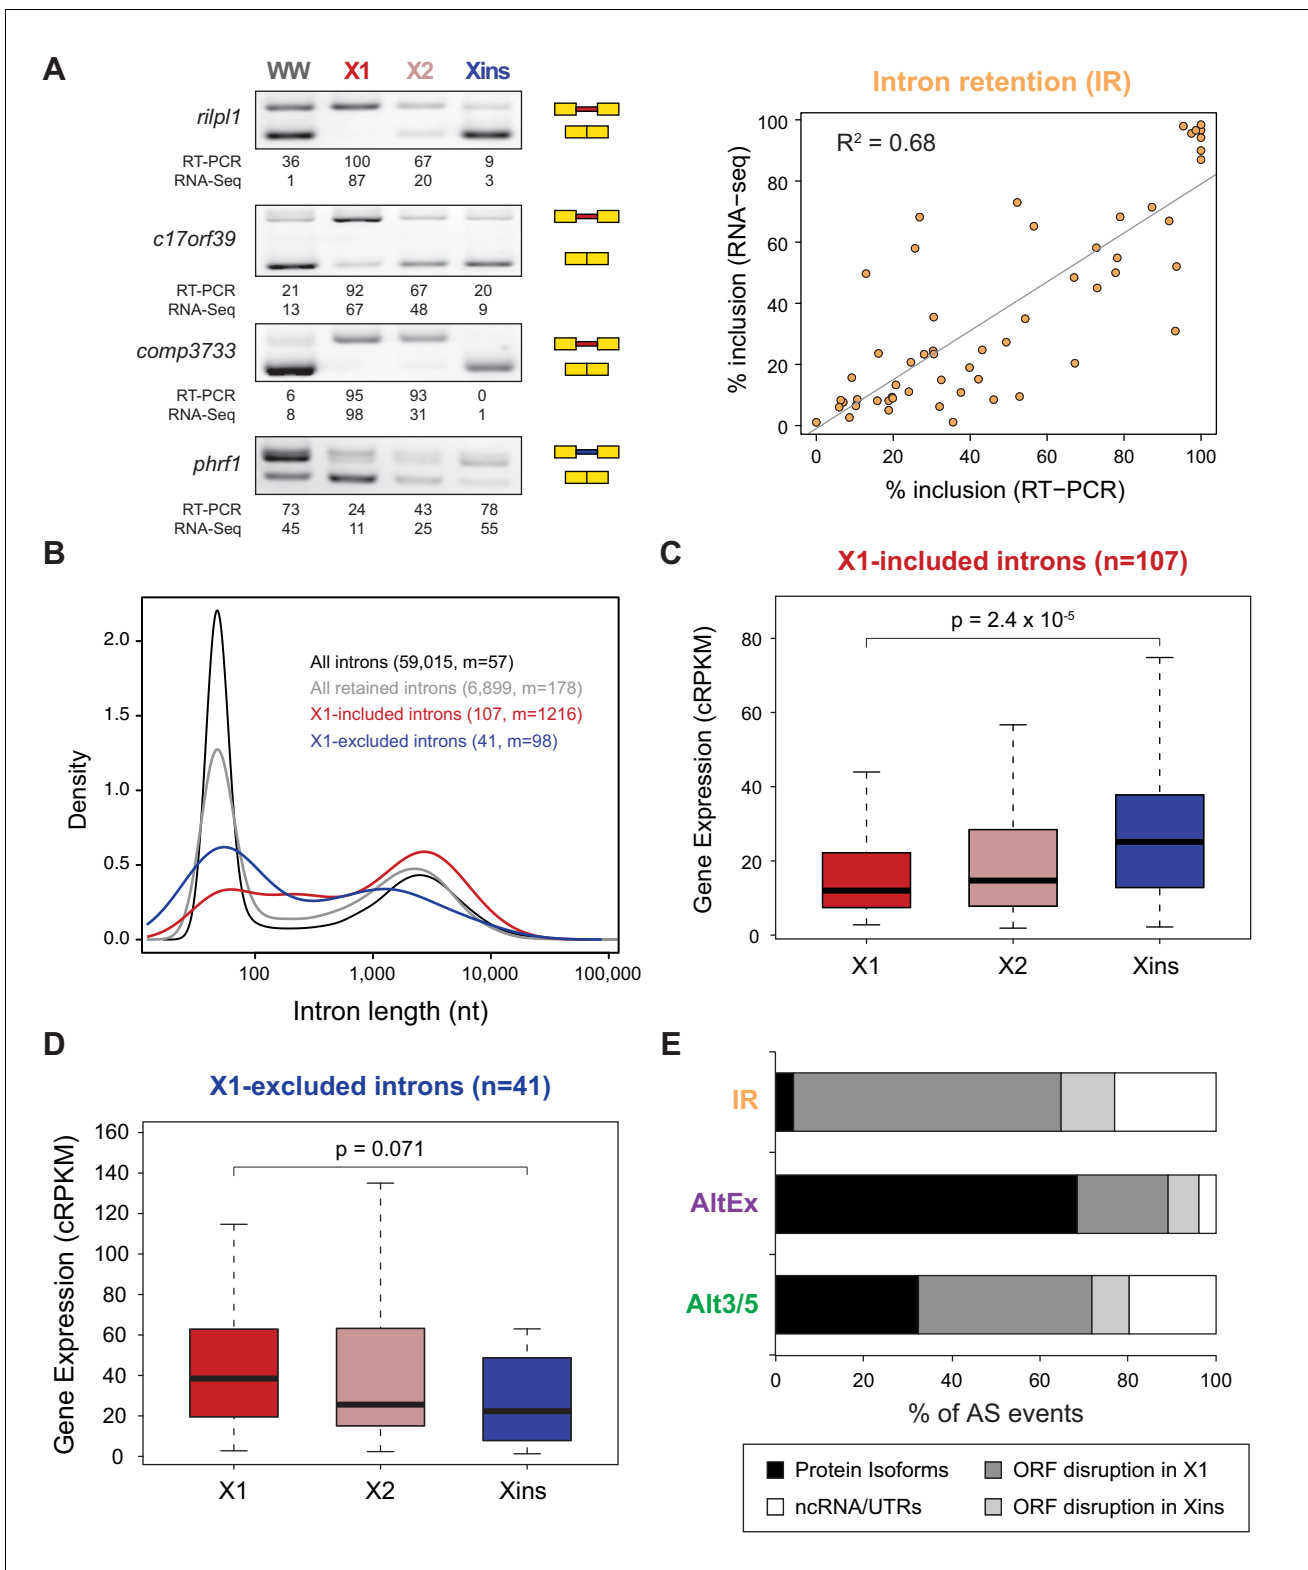 A
WW X1 X2 Xins
rilpl1
RT-PCR 36 100 67 9
RNA-Seq 1 87 20 3
c17orf39
RT-PCR 21 92 67 20
RNA-Seq 13 67 48 9
comp3733
RT-PCR 6 95 93 0
RNA-Seq 8 98 31 1
phrf1
RT-PCR 73 24 43 78
RNA-Seq 45 11 25 55
Intron retention (IR)
R² = 0.68
% inclusion (RNA−seq)
100
80
60
40
20
0
0 20 40 60 80 100
% inclusion (RT−PCR)
B
All introns (59,015, m=57)
All retained introns (6,899, m=178)
X1-included introns (107, m=1216)
X1-excluded introns (41, m=98)
Density
2.0
1.5
1.0
0.5
0.0
100 1,000 10,000 100,000
Intron length (nt)
C
X1-included introns (n=107)
p = 2.4 x 10⁻⁵
Gene Expression (cRPKM)
80
60
40
20
0
X1 X2 Xins
D
X1-excluded introns (n=41)
p = 0.071
Gene Expression (cRPKM)
160
140
120
100
80
60
40
20
0
X1 X2 Xins
E
IR
AltEx
Alt3/5
0 20 40 60 80 100
% of AS events
Protein Isoforms
ORF disruption in X1
ncRNA/UTRs
ORF disruption in Xins